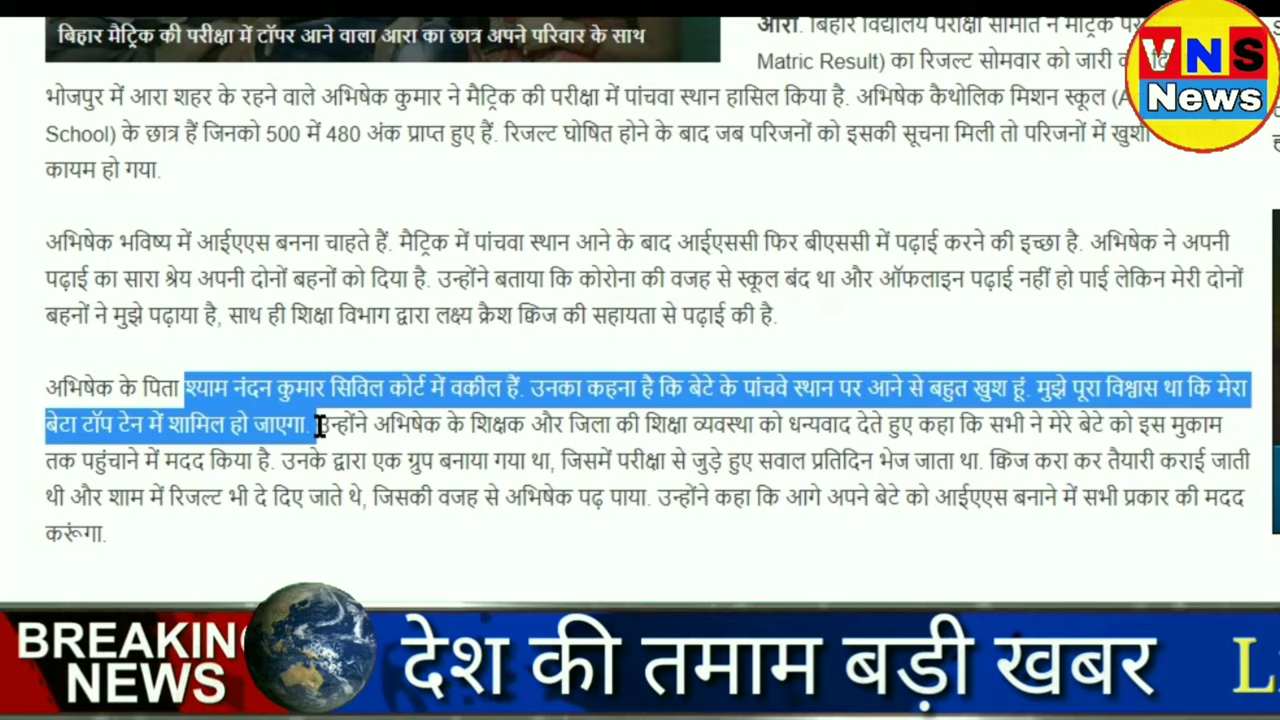 बिहार मैट्रिक की परीक्षा में टॉपर आने वाला आरा का छात्र अपने परिवार के साथ
आरा. बिहार विद्यालय परीक्षा समिति ने मैट्रिक
Matric Result) का रिजल्ट सोमवार को जारी
भोजपुर में आरा शहर के रहने वाले अभिषेक कुमार ने मैट्रिक की परीक्षा में पांचवा स्थान हासिल किया है. अभिषेक कैथोलिक मिशन स्कूल
School) के छात्र हैं जिनको 500 में 480 अंक प्राप्त हुए हैं. रिजल्ट घोषित होने के बाद जब परिजनों को इसकी सूचना मिली तो परिजनों में
कायम हो गया.
अभिषेक भविष्य में आईएएस बनना चाहते हैं. मैट्रिक में पांचवा स्थान आने के बाद आईएससी फिर बीएससी में पढ़ाई करने की इच्छा है. अभिषेक ने अपनी
पढ़ाई का सारा श्रेय अपनी दोनों बहनों को दिया है. उन्होंने बताया कि कोरोना की वजह से स्कूल बंद था और ऑफलाइन पढ़ाई नहीं हो पाई लेकिन मेरी दोनों
बहनों ने मुझे पढ़ाया है, साथ ही शिक्षा विभाग द्वारा लक्ष्य क्रैश क्विज की सहायता से पढ़ाई की है.
अभिषेक के पिता श्याम नंदन कुमार सिविल कोर्ट में वकील हैं. उनका कहना है कि बेटे के पांचवे स्थान पर आने से बहुत खुश हूं. मुझे पूरा विश्वास था कि मेरा
बेटा टॉप टेन में शामिल हो जाएगा. उन्होंने अभिषेक के शिक्षक और जिला की शिक्षा व्यवस्था को धन्यवाद देते हुए कहा कि सभी ने मेरे बेटे को इस मुकाम
तक पहुंचाने में मदद किया है. उनके द्वारा एक ग्रुप बनाया गया था, जिसमें परीक्षा से जुड़े हुए सवाल प्रतिदिन भेज जाता था. क्विज करा कर तैयारी कराई जाती
थी और शाम में रिजल्ट भी दे दिए जाते थे, जिसकी वजह से अभिषेक पढ़ पाया. उन्होंने कहा कि आगे अपने बेटे को आईएएस बनाने में सभी प्रकार की मदद
करूंगा.
VNS
News
BREAKING
NEWS
देश की तमाम बड़ी खबर